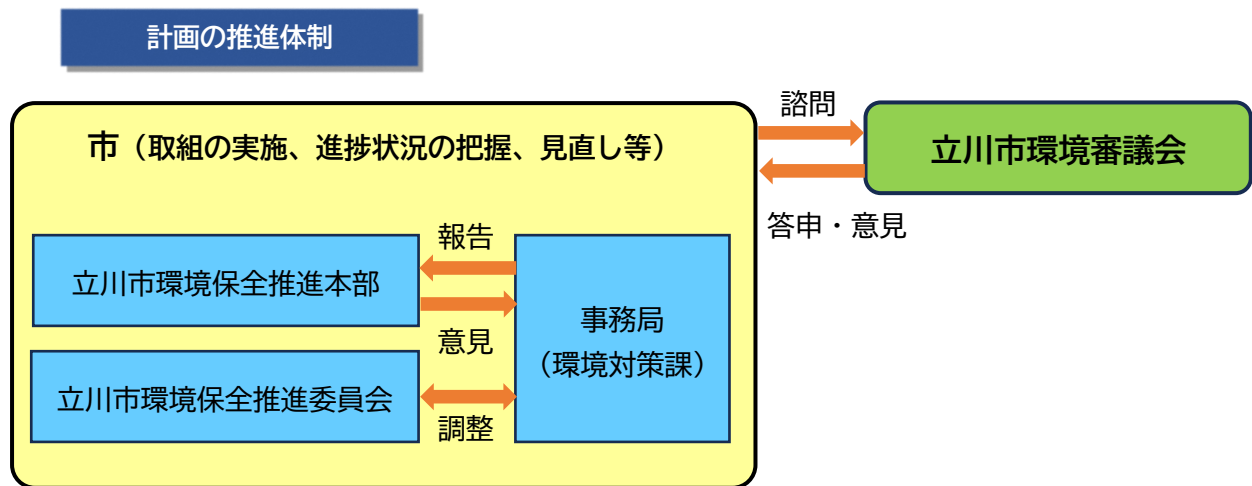 計画の推進体制
市（取組の実施、進捗状況の把握、見直し等）
諮問
立川市環境審議会
答申・意見
立川市環境保全推進本部
報告
意見
事務局
（環境対策課）
立川市環境保全推進委員会
調整